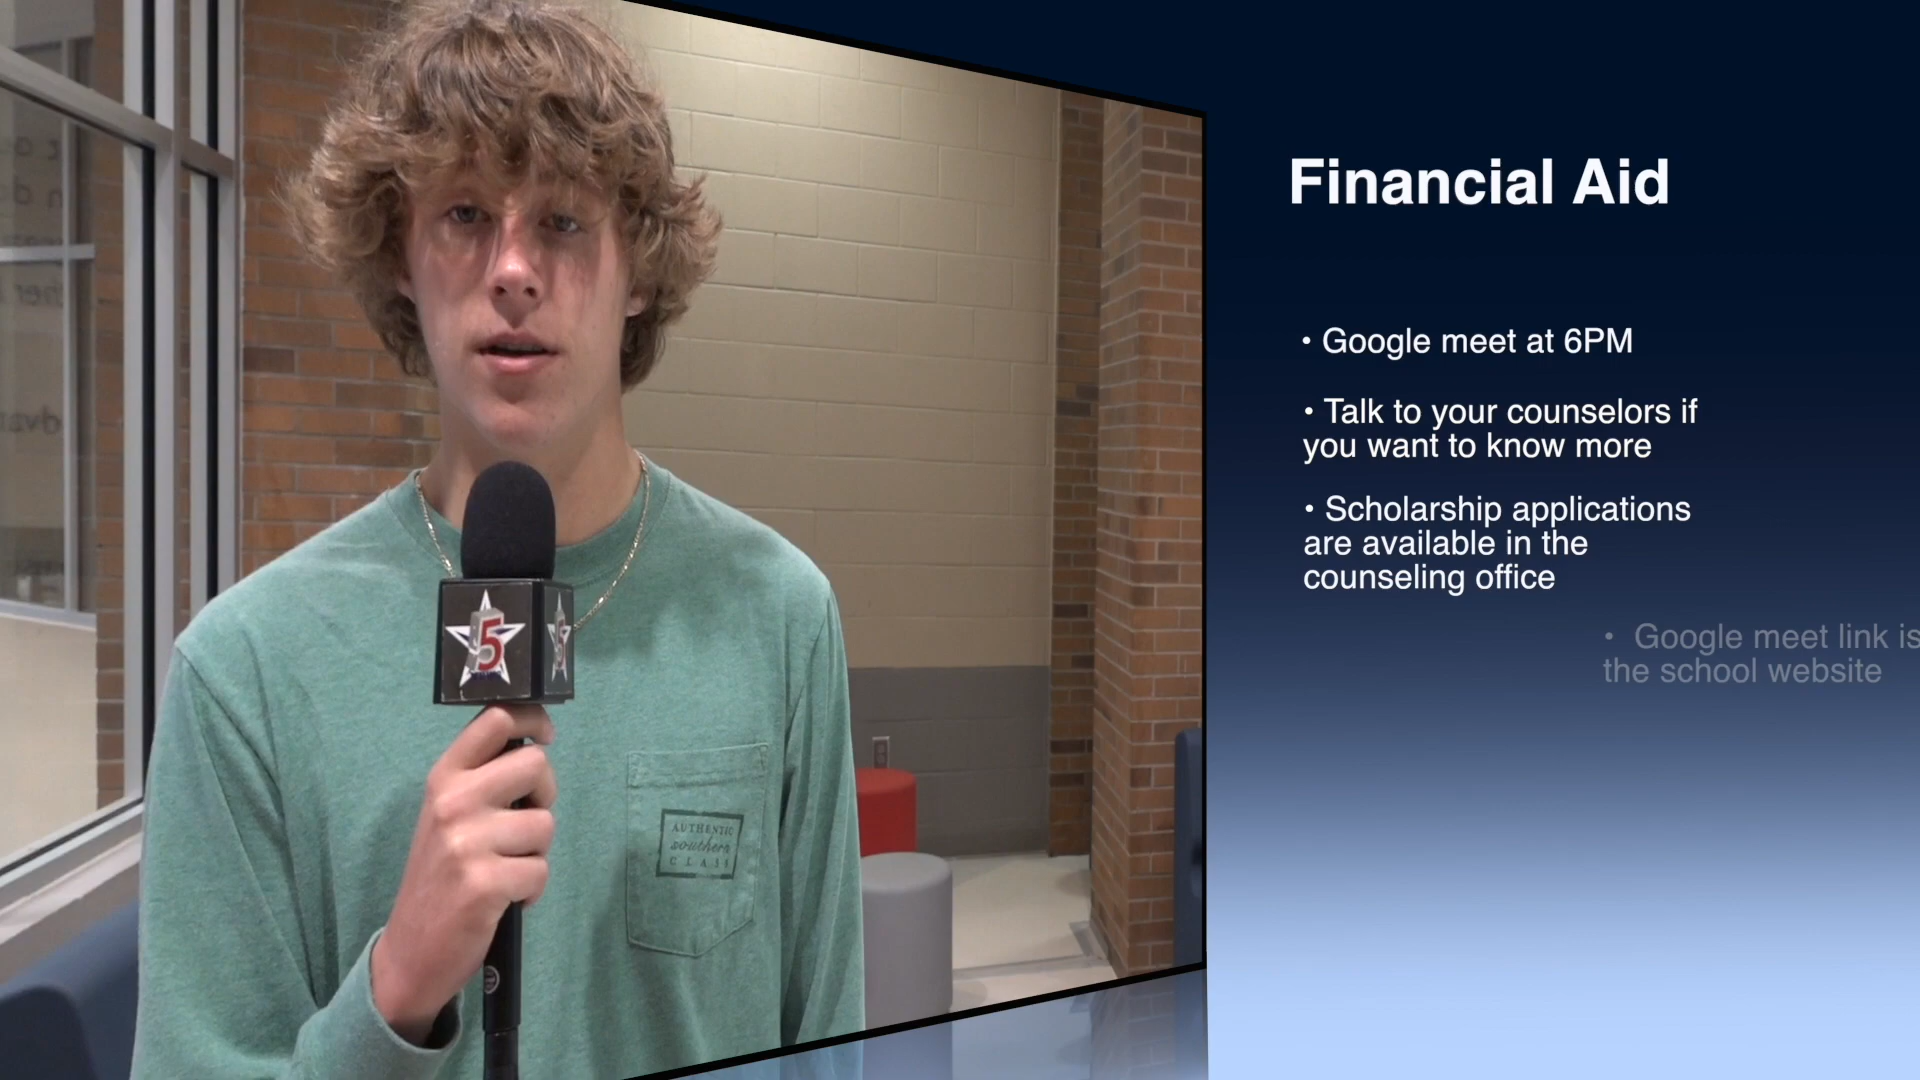 Financial Aid
• Google meet at 6PM
• Talk to your counselors if
you want to know more
• Scholarship applications
are available in the
counseling office
• Google meet link is
the school website
5
AUTHENTIC
southern
CLASS